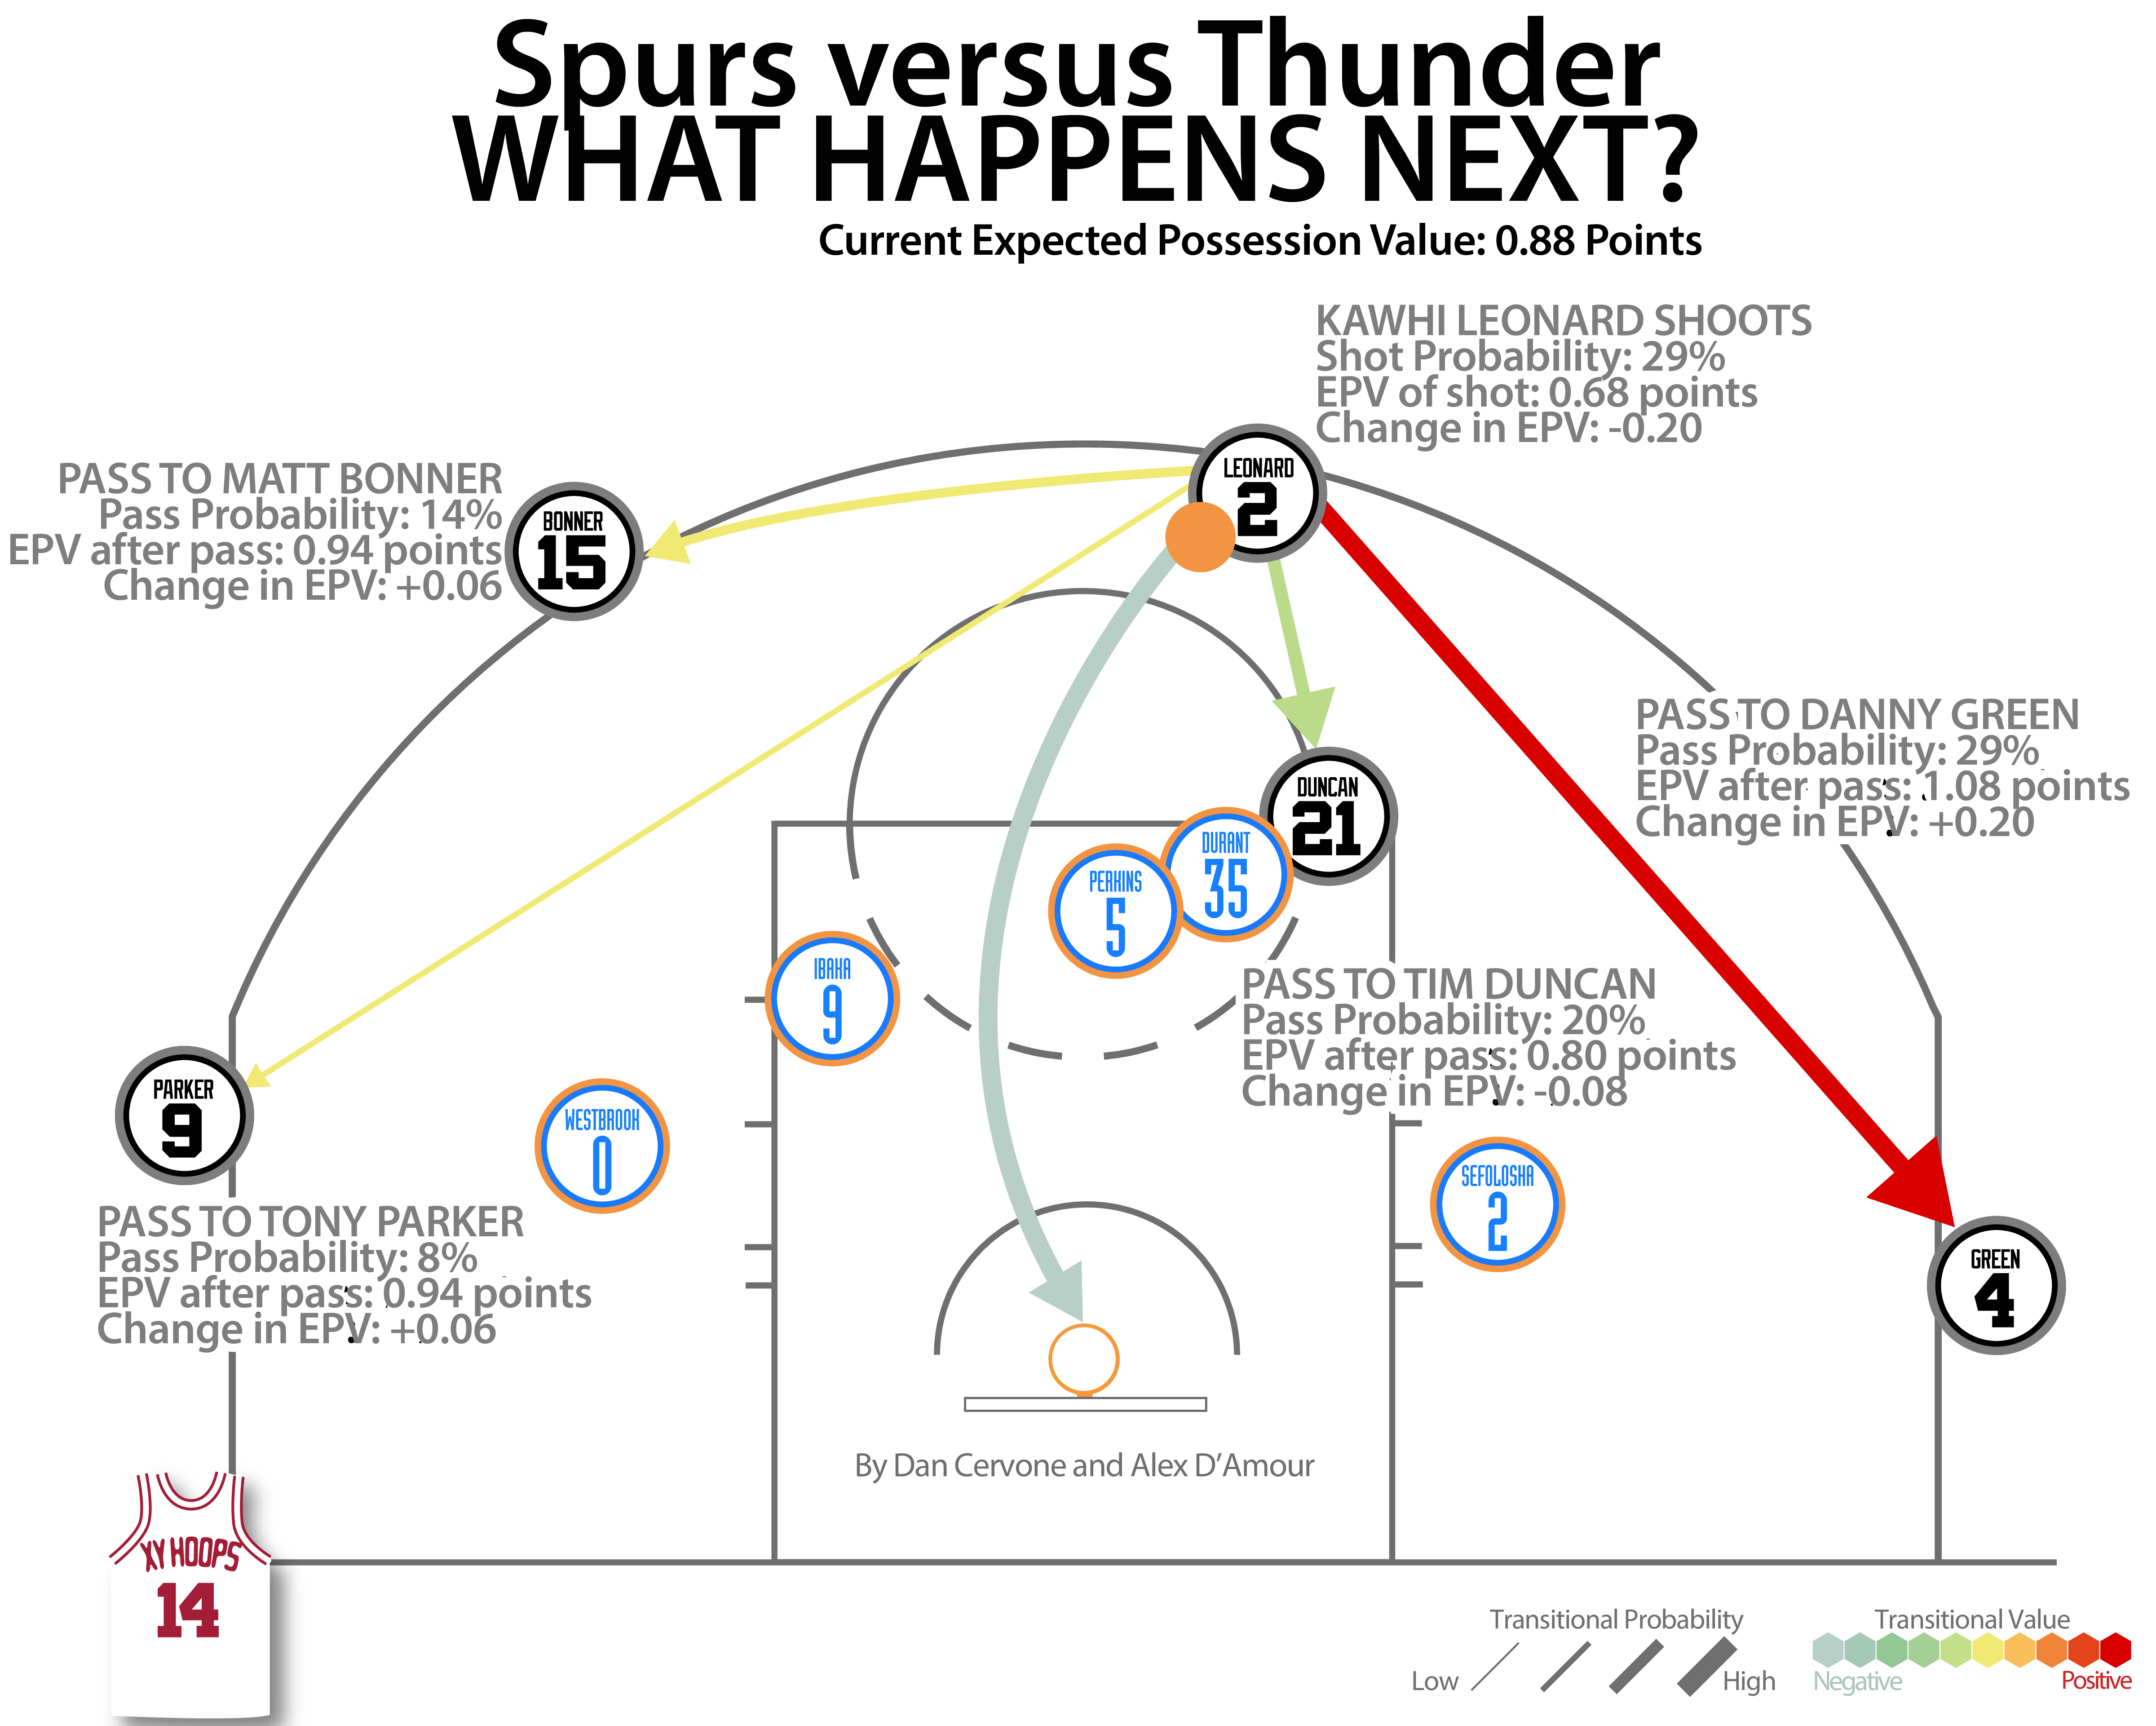 Spurs versus Thunder
WHAT HAPPENS NEXT?
Current Expected Possession Value: 0.88 Points
KAWHI LEONARD SHOOTS
Shot Probability: 29%
EPV of shot: 0.68 points
Change in EPV: -0.20
LEONARD
2
PASS TO MATT BONNER
Pass Probability: 14%
EPV after pass: 0.94 points
Change in EPV: +0.06
BONNER
15
PASS TO DANNY GREEN
Pass Probability: 29%
EPV after pass: 1.08 points
Change in EPV: +0.20
DUNCAN
21
DURANT
35
PERKINS
5
IBAKA
9
PASS TO TIM DUNCAN
Pass Probability: 20%
EPV after pass: 0.80 points
Change in EPV: -0.08
PARKER
9
WESTBROOK
0
SEFOLOSHA
2
PASS TO TONY PARKER
Pass Probability: 8%
EPV after pass: 0.94 points
Change in EPV: +0.06
GREEN
4
By Dan Cervone and Alex D'Amour
XY HOOPS
14
Transitional Probability
Low
High
Transitional Value
Negative
Positive